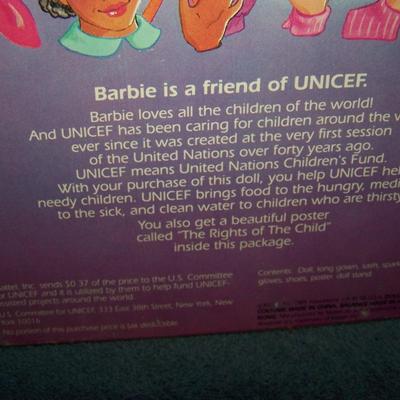 Barbie is a friend of UNICEF.
Barbie loves all the children of the world!
And UNICEF has been caring for children around the w
ever since it was created at the very first session
of the United Nations over forty years ago.
UNICEF means United Nations Children's Fund.
With your purchase of this doll, you help UNICEF hel
needy children. UNICEF brings food to the hungry, medi
to the sick, and clean water to children who are thirsty
You also get a beautiful poster
called "The Rights of The Child"
inside this package.
attel, Inc. sends $0.37 of the price to the U.S. Committee
or UNICEF and it is utilized by them to help fund UNICEF-
assisted projects around the world.
U.S. Committee for UNICEF, 333 East 38th Street, New York, New
York 10016
No portion of this purchase price is tax deductible.
Contents: Doll, long gown, sash,
gloves, shoes, poster, doll stand